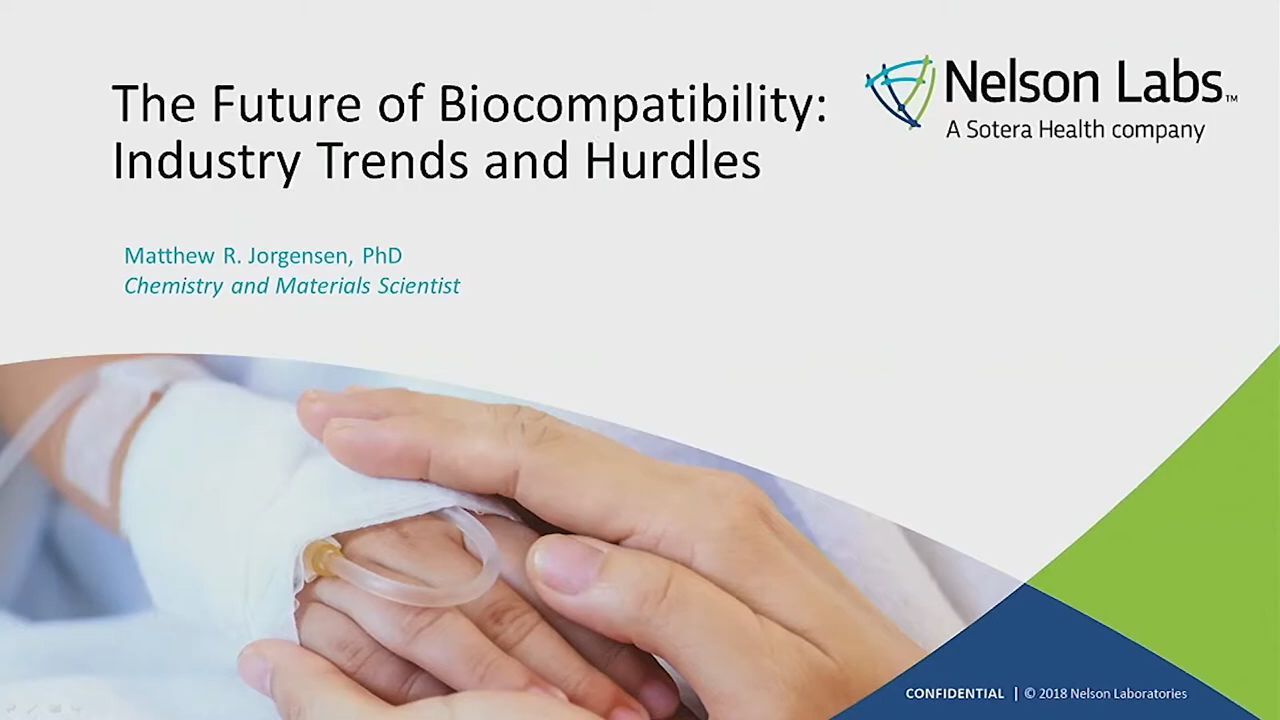 The Future of Biocompatibility:
Industry Trends and Hurdles
Nelson Labs™
A Sotera Health company
Matthew R. Jorgensen, PhD
Chemistry and Materials Scientist
CONFIDENTIAL | © 2018 Nelson Laboratories